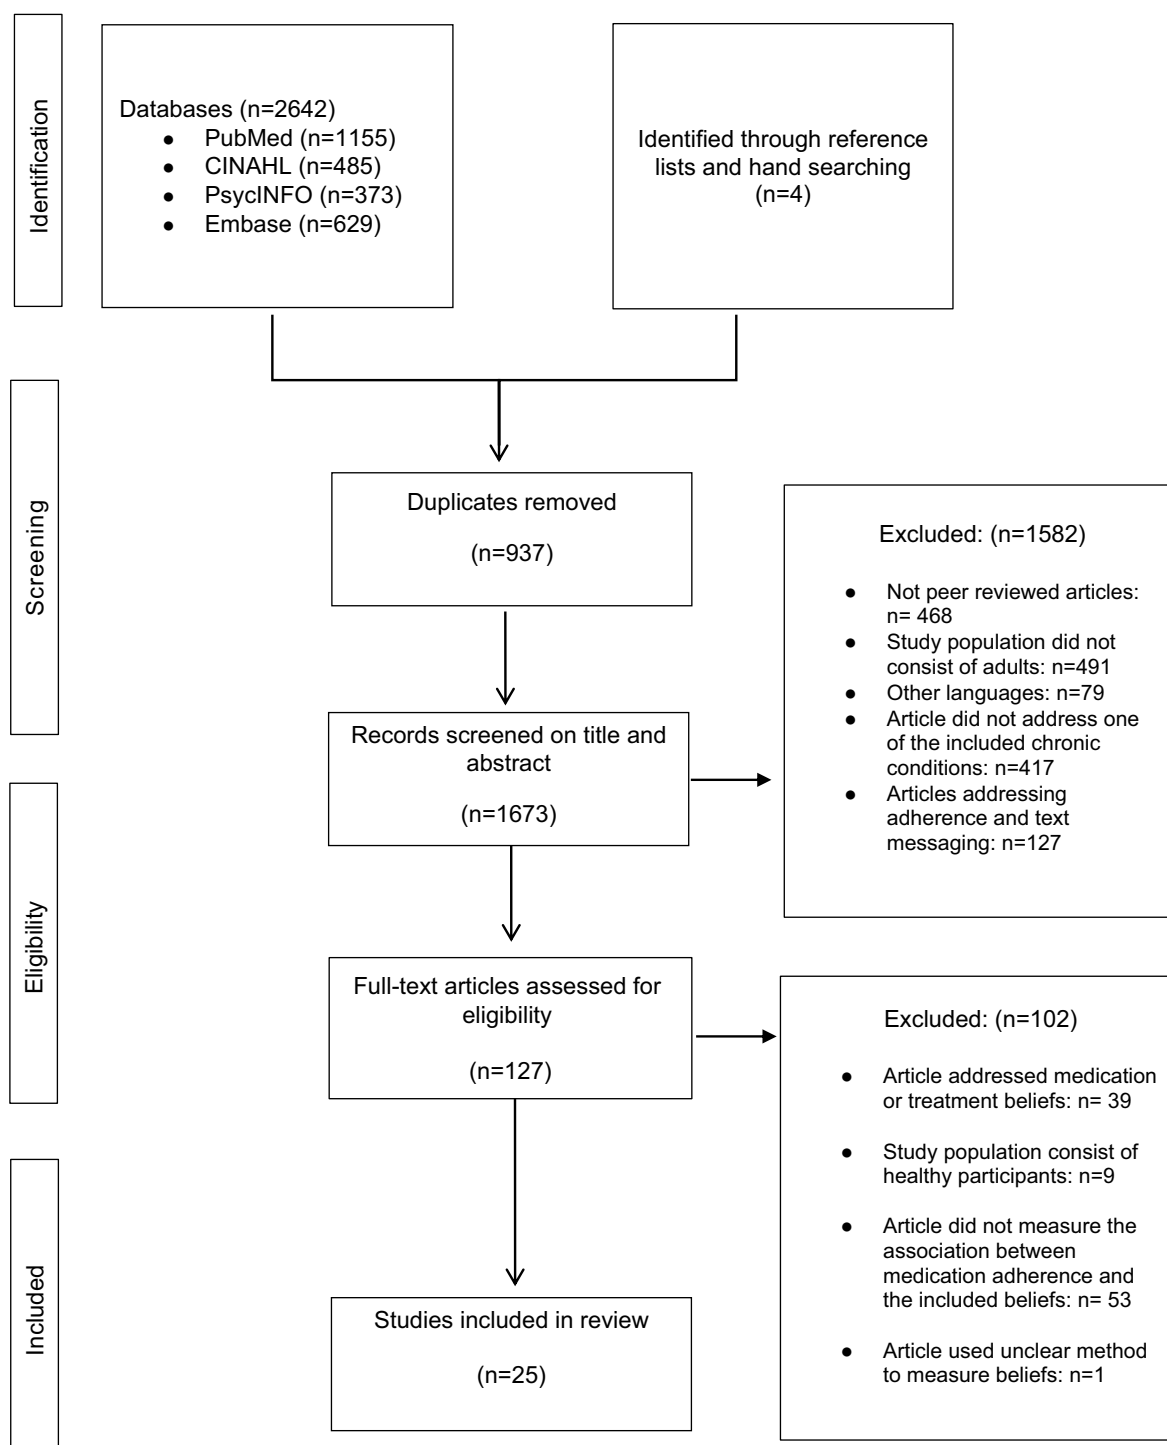 Identification
Databases (n=2642)
● PubMed (n=1155)
● CINAHL (n=485)
● PsycINFO (n=373)
● Embase (n=629)
Identified through reference
lists and hand searching
(n=4)
Screening
Duplicates removed
(n=937)
Records screened on title and
abstract
(n=1673)
Excluded: (n=1582)
● Not peer reviewed articles:
n= 468
● Study population did not
consist of adults: n=491
● Other languages: n=79
● Article did not address one
of the included chronic
conditions: n=417
● Articles addressing
adherence and text
messaging: n=127
Eligibility
Full-text articles assessed for
eligibility
(n=127)
Excluded: (n=102)
● Article addressed medication
or treatment beliefs: n= 39
● Study population consist of
healthy participants: n=9
● Article did not measure the
association between
medication adherence and
the included beliefs: n= 53
● Article used unclear method
to measure beliefs: n=1
Included
Studies included in review
(n=25)